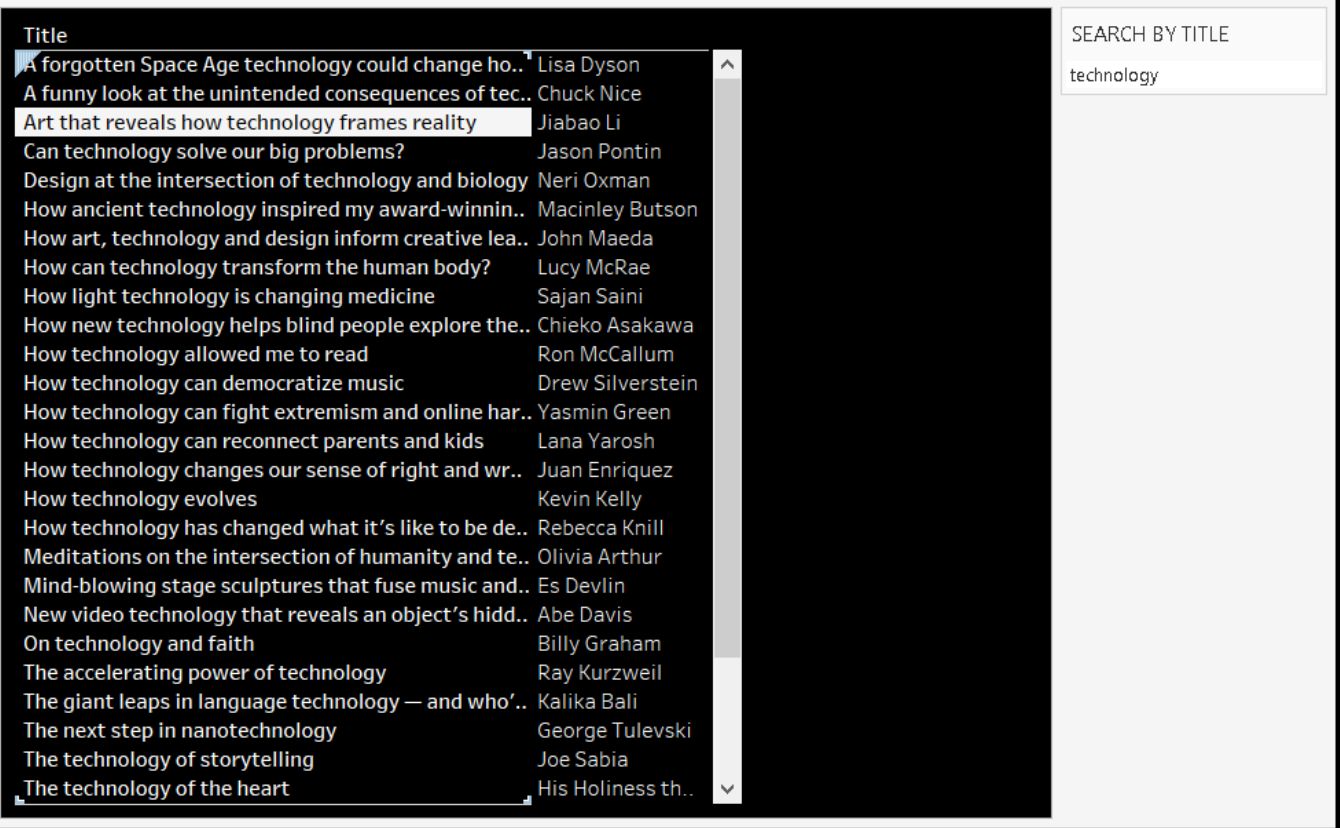 Title
A forgotten Space Age technology could change ho.. Lisa Dyson
A funny look at the unintended consequences of tec.. Chuck Nice
Art that reveals how technology frames reality Jiabao Li
Can technology solve our big problems? Jason Pontin
Design at the intersection of technology and biology Neri Oxman
How ancient technology inspired my award-winnin.. Macinley Butson
How art, technology and design inform creative lea.. John Maeda
How can technology transform the human body? Lucy McRae
How light technology is changing medicine Sajan Saini
How new technology helps blind people explore the.. Chieko Asakawa
How technology allowed me to read Ron McCallum
How technology can democratize music Drew Silverstein
How technology can fight extremism and online har.. Yasmin Green
How technology can reconnect parents and kids Lana Yarosh
How technology changes our sense of right and wr.. Juan Enriquez
How technology evolves Kevin Kelly
How technology has changed what it’s like to be de.. Rebecca Knill
Meditations on the intersection of humanity and te.. Olivia Arthur
Mind-blowing stage sculptures that fuse music and.. Es Devlin
New video technology that reveals an object’s hidd.. Abe Davis
On technology and faith Billy Graham
The accelerating power of technology Ray Kurzweil
The giant leaps in language technology — and who’.. Kalika Bali
The next step in nanotechnology George Tulevski
The technology of storytelling Joe Sabia
The technology of the heart His Holiness th..
SEARCH BY TITLE
technology